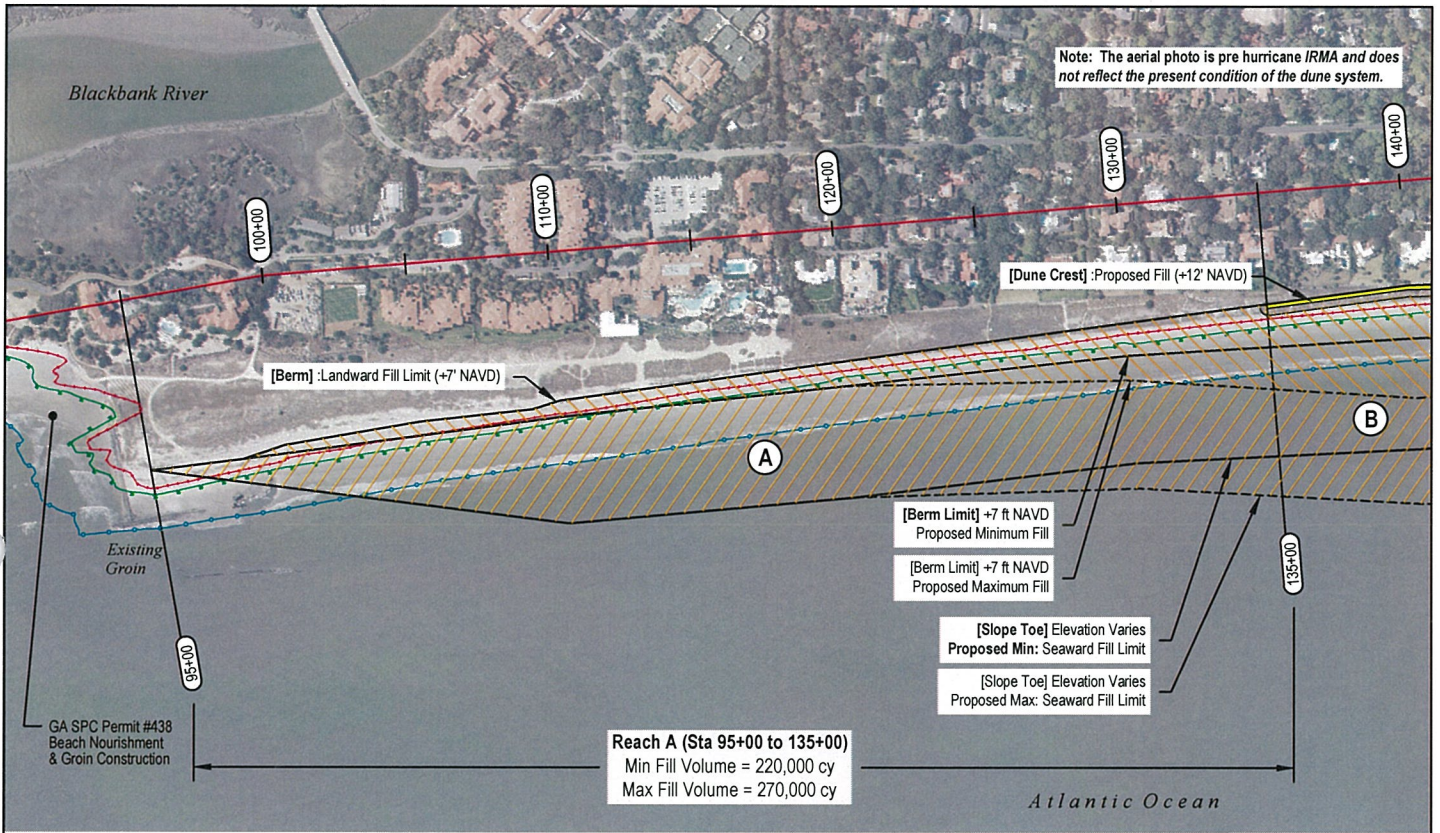 Blackbank River
Note: The aerial photo is pre hurricane IRMA and does
not reflect the present condition of the dune system.
100+00
110+00
120+00
130+00
140+00
[Dune Crest] :Proposed Fill (+12' NAVD)
[Berm] :Landward Fill Limit (+7' NAVD)
A
B
[Berm Limit] +7 ft NAVD
Proposed Minimum Fill
[Berm Limit] +7 ft NAVD
Proposed Maximum Fill
Existing
Groin
135+00
95+00
[Slope Toe] Elevation Varies
Proposed Min: Seaward Fill Limit
[Slope Toe] Elevation Varies
Proposed Max: Seaward Fill Limit
GA SPC Permit #438
Beach Nourishment
& Groin Construction
Reach A (Sta 95+00 to 135+00)
Min Fill Volume = 220,000 cy
Max Fill Volume = 270,000 cy
Atlantic Ocean